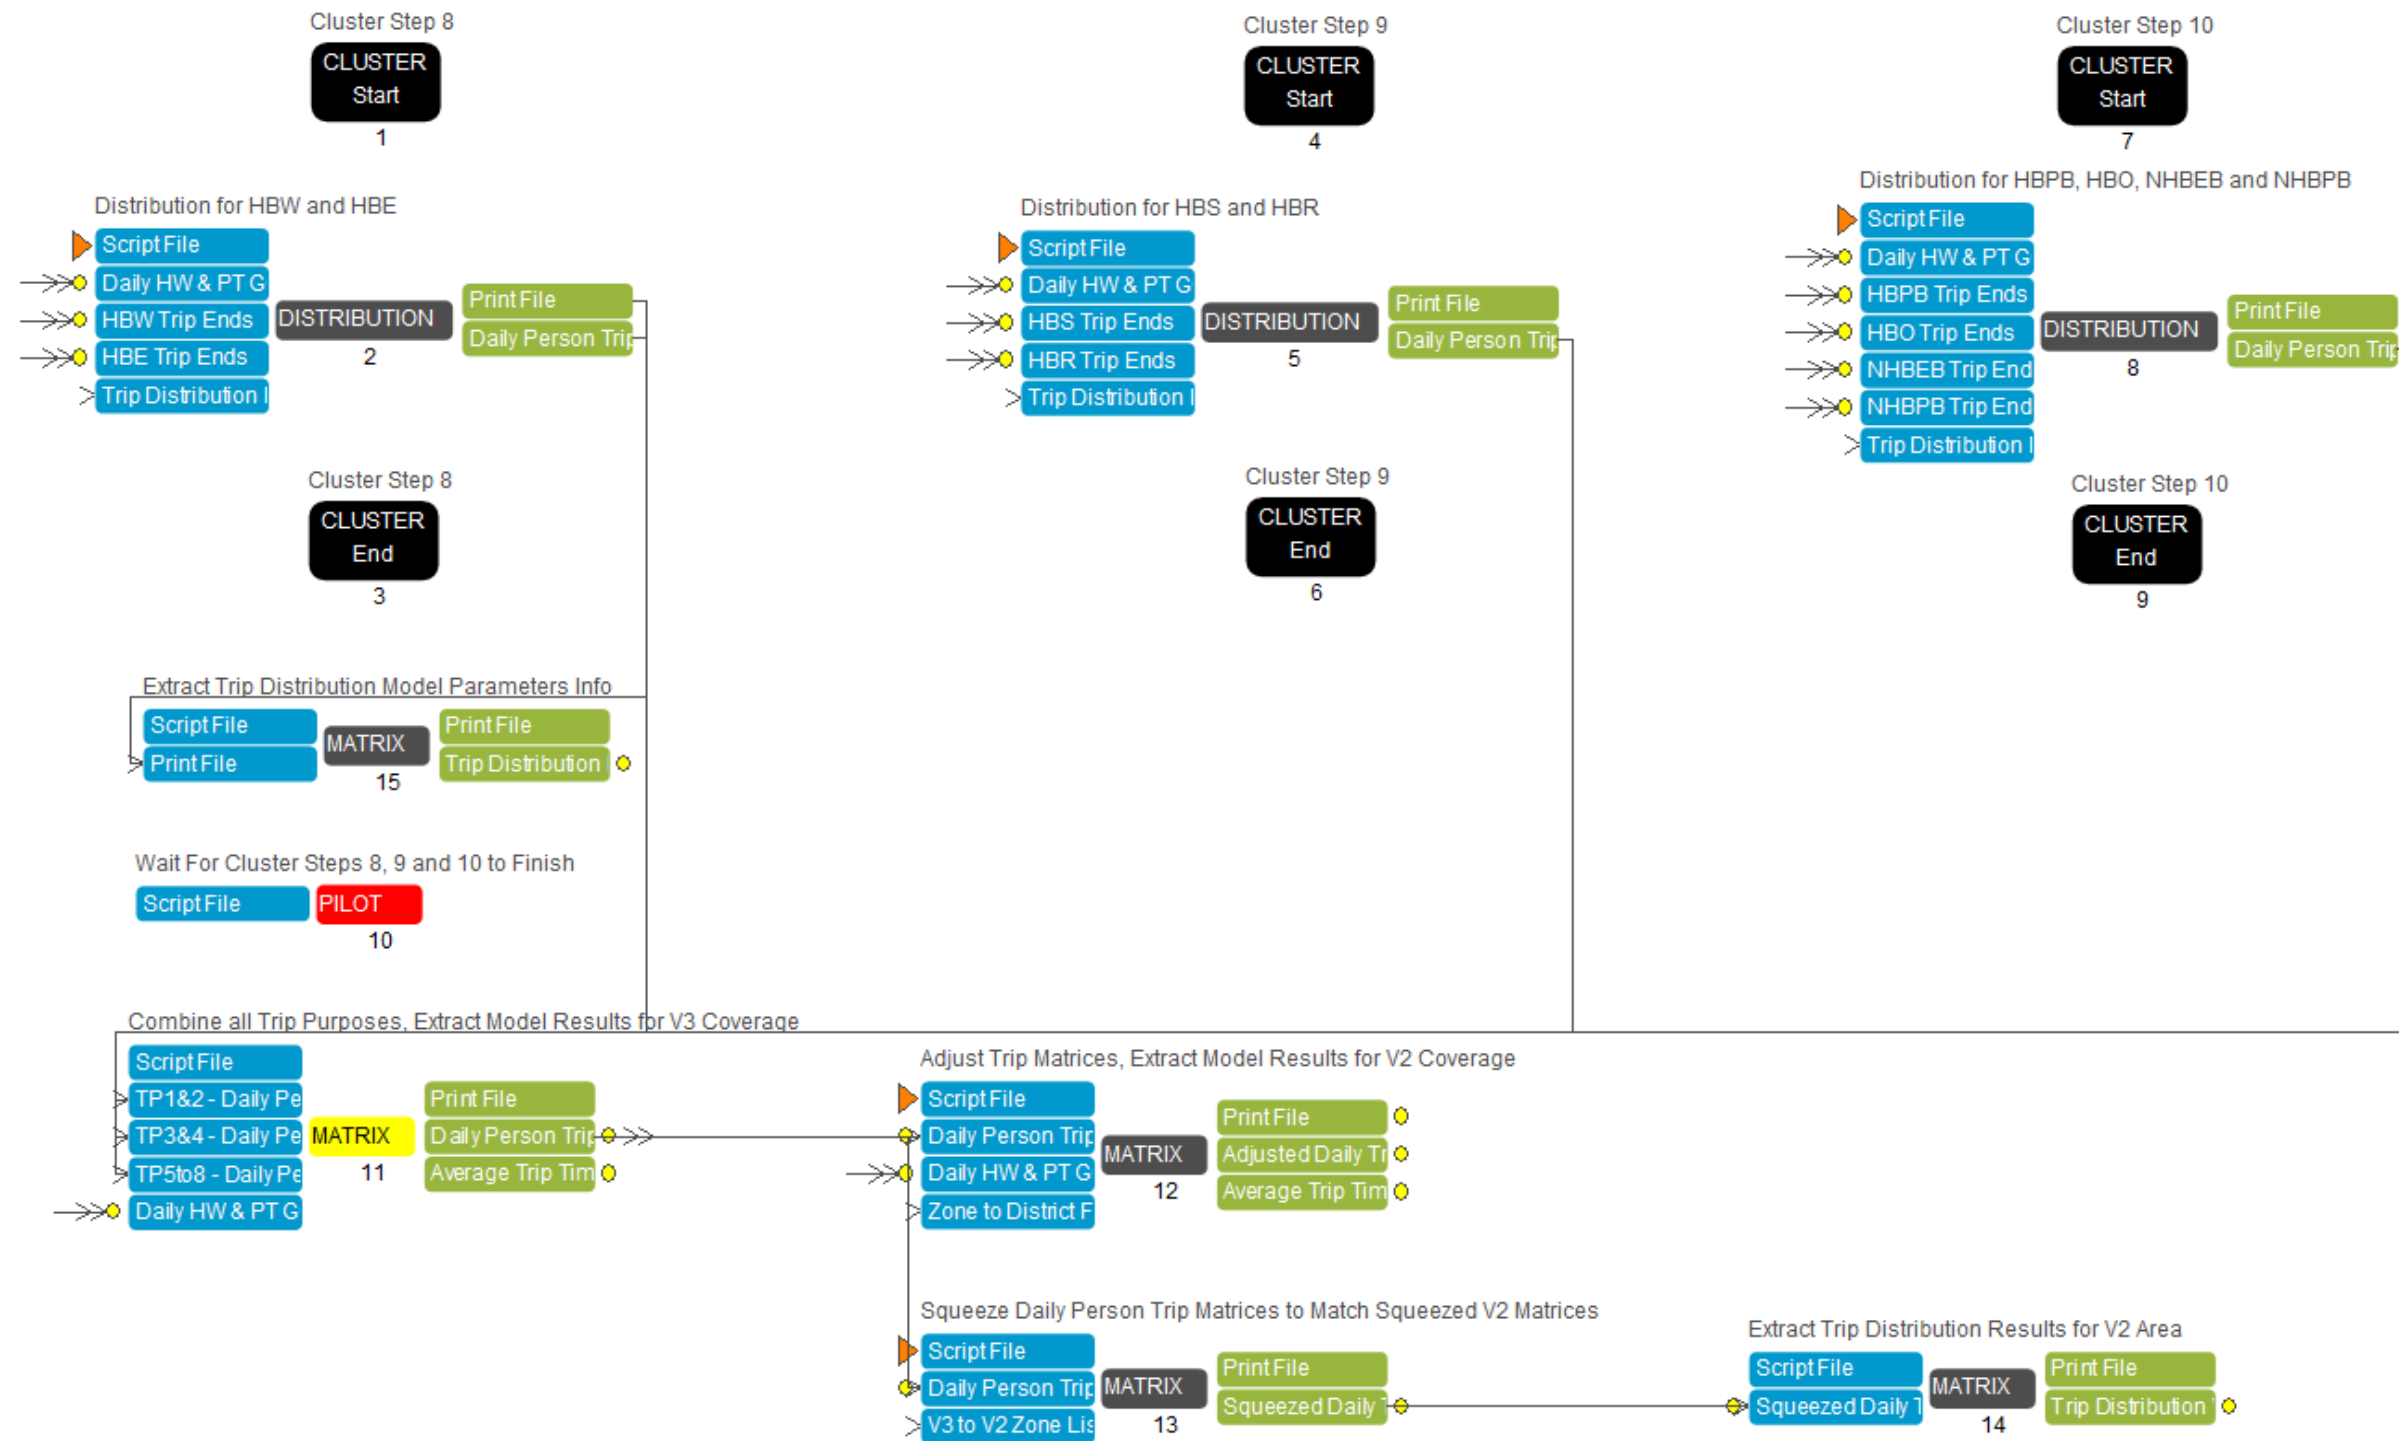 Cluster Step 8
CLUSTER
Start
1
Cluster Step 9
CLUSTER
Start
4
Cluster Step 10
CLUSTER
Start
7
Distribution for HBW and HBE
Script File
Daily HW & PT G
HBW Trip Ends
HBE Trip Ends
Trip Distribution I
DISTRIBUTION
2
Print File
Daily Person Trip
Distribution for HBS and HBR
Script File
Daily HW & PT G
HBS Trip Ends
HBR Trip Ends
Trip Distribution I
DISTRIBUTION
5
Print File
Daily Person Trip
Distribution for HBPB, HBO, NHBEB and NHBPB
Script File
Daily HW & PT G
HBPB Trip Ends
HBO Trip Ends
NHBEB Trip End
NHBPB Trip End
Trip Distribution I
DISTRIBUTION
8
Print File
Daily Person Trip
Cluster Step 8
CLUSTER
End
3
Cluster Step 9
CLUSTER
End
6
Cluster Step 10
CLUSTER
End
9
Extract Trip Distribution Model Parameters Info
Script File
Print File
MATRIX
15
Print File
Trip Distribution
Wait For Cluster Steps 8, 9 and 10 to Finish
Script File
PILOT
10
Combine all Trip Purposes, Extract Model Results for V3 Coverage
Script File
TP1&2 - Daily Pe
TP3&4 - Daily Pe
TP5to8 - Daily Pe
Daily HW & PT G
MATRIX
11
Print File
Daily Person Trip
Average Trip Tim
Adjust Trip Matrices, Extract Model Results for V2 Coverage
Script File
Daily Person Trip
Daily HW & PT G
Zone to District F
MATRIX
12
Print File
Adjusted Daily Tr
Average Trip Tim
Squeeze Daily Person Trip Matrices to Match Squeezed V2 Matrices
Script File
Daily Person Trip
V3 to V2 Zone Lis
MATRIX
13
Print File
Squeezed Daily T
Extract Trip Distribution Results for V2 Area
Script File
Squeezed Daily T
MATRIX
14
Print File
Trip Distribution